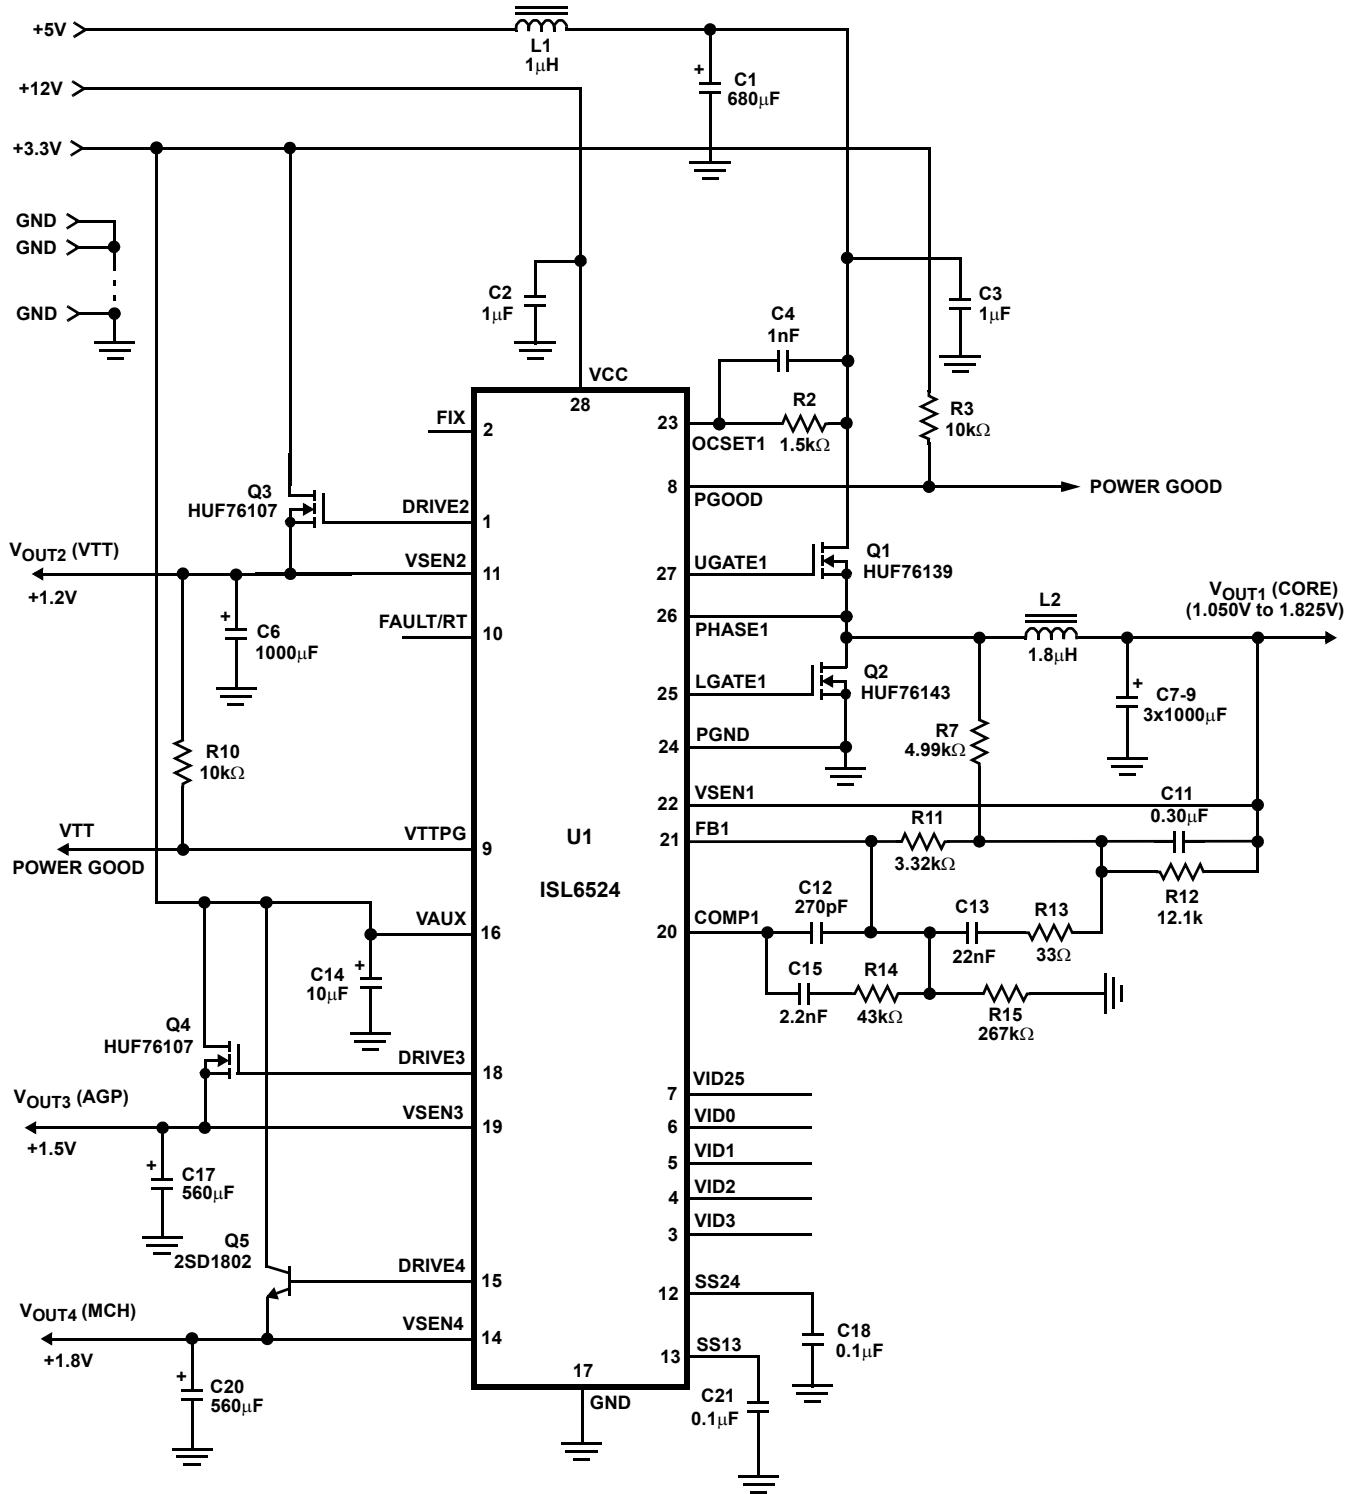 +5V
L1
1μH
+
C1
680μF
+12V
+3.3V
GND
GND
GND
C2
1μF
C3
1μF
C4
1nF
VCC
28
FIX
2
23
OCSET1
R2
1.5kΩ
R3
10kΩ
8
PGOOD
POWER GOOD
Q3
HUF76107
DRIVE2
1
VOUT2 (VTT)
+1.2V
VSEN2
11
27
UGATE1
Q1
HUF76139
+
C6
1000μF
FAULT/RT
10
26
PHASE1
L2
1.8μH
VOUT1 (CORE)
(1.050V to 1.825V)
25
LGATE1
Q2
HUF76143
+
C7-9
3x1000μF
24
PGND
R7
4.99kΩ
R10
10kΩ
22
VSEN1
C11
0.30μF
VTT
POWER GOOD
VTTPG
9
U1
ISL6524
21
FB1
R11
3.32kΩ
R12
12.1k
VAUX
16
20
COMP1
C12
270pF
C13
22nF
R13
33Ω
+
C14
10μF
C15
2.2nF
R14
43kΩ
R15
267kΩ
Q4
HUF76107
DRIVE3
18
VOUT3 (AGP)
+1.5V
VSEN3
19
7
VID25
6
VID0
5
VID1
4
VID2
3
VID3
+
C17
560μF
Q5
2SD1802
DRIVE4
15
12
SS24
VOUT4 (MCH)
+1.8V
VSEN4
14
C18
0.1μF
13
SS13
+
C20
560μF
17
GND
C21
0.1μF